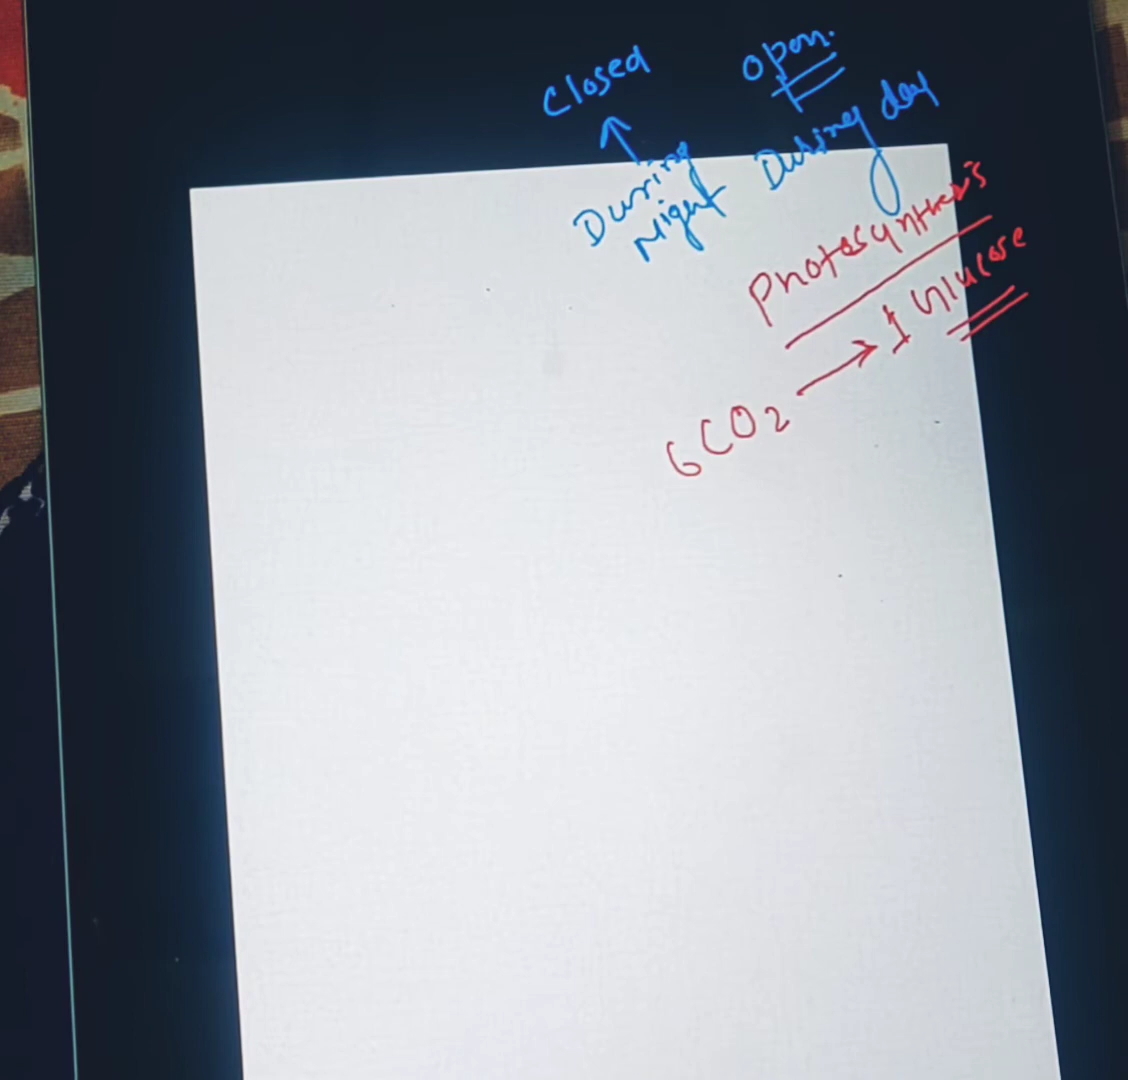 Closed
During
Night
Open.
During day
Photosynthesis
6CO2 → 1 Glucose